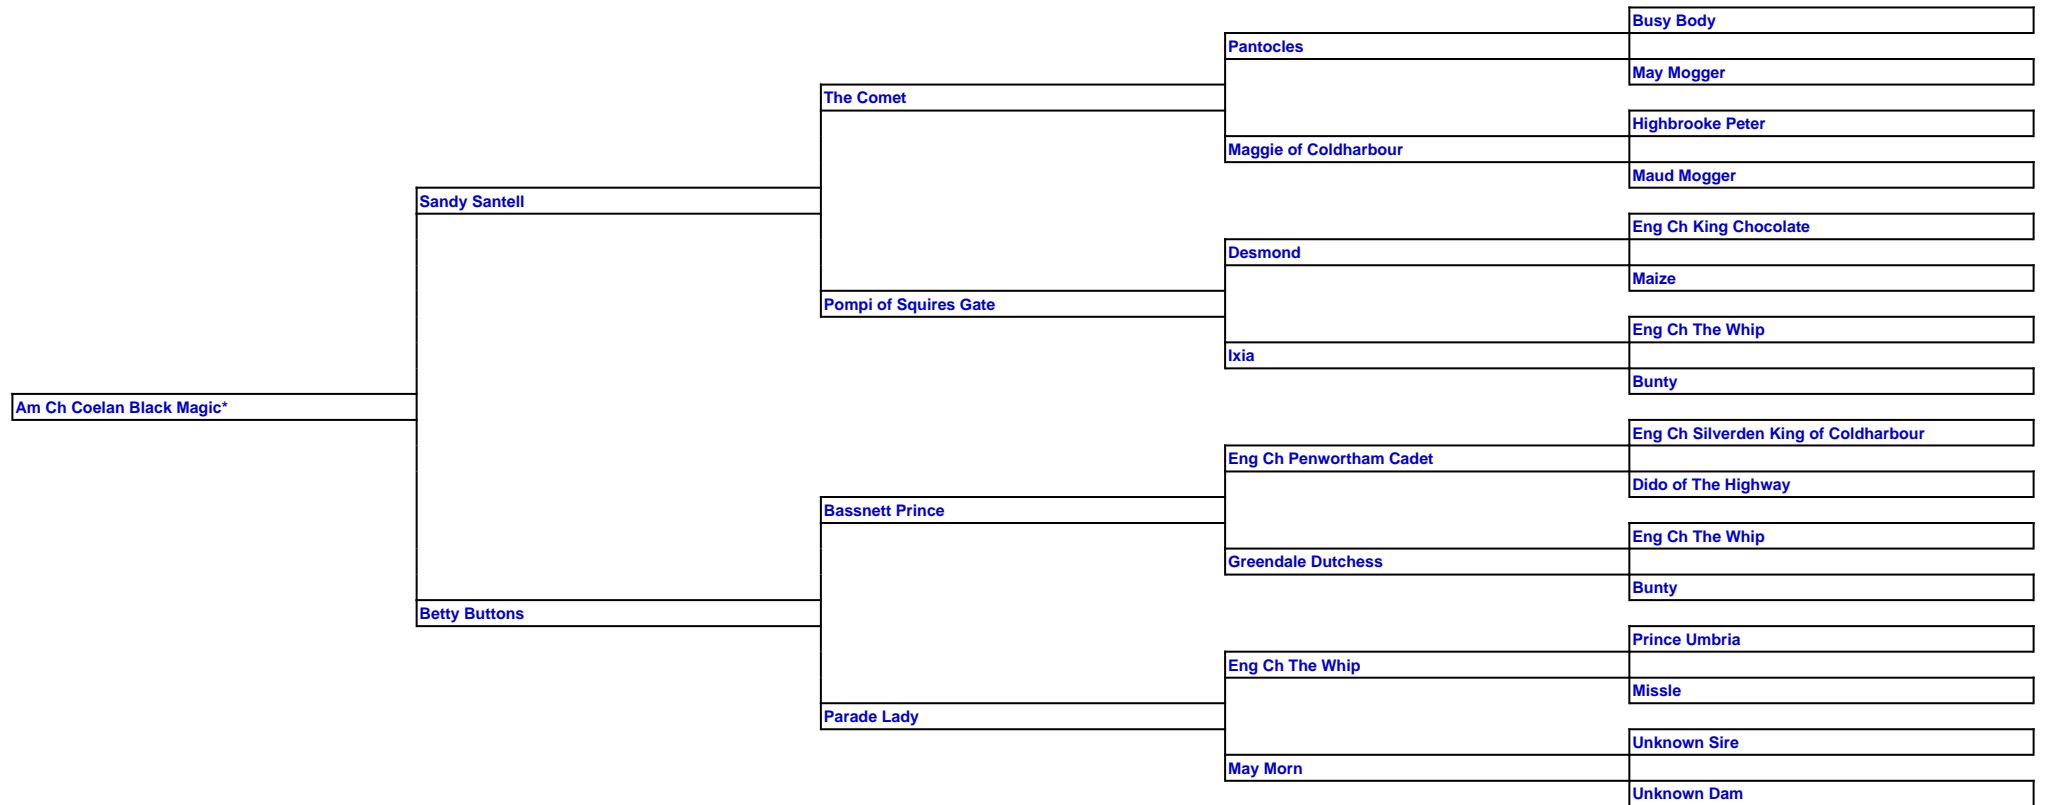 Busy Body
Pantocles
May Mogger
The Comet
Highbrooke Peter
Maggie of Coldharbour
Maud Mogger
Sandy Santell
Eng Ch King Chocolate
Desmond
Maize
Pompi of Squires Gate
Eng Ch The Whip
Ixia
Bunty
Am Ch Coelan Black Magic*
Eng Ch Silverden King of Coldharbour
Eng Ch Penwortham Cadet
Dido of The Highway
Bassnett Prince
Eng Ch The Whip
Greendale Dutchess
Bunty
Betty Buttons
Prince Umbria
Eng Ch The Whip
Missle
Parade Lady
Unknown Sire
May Morn
Unknown Dam